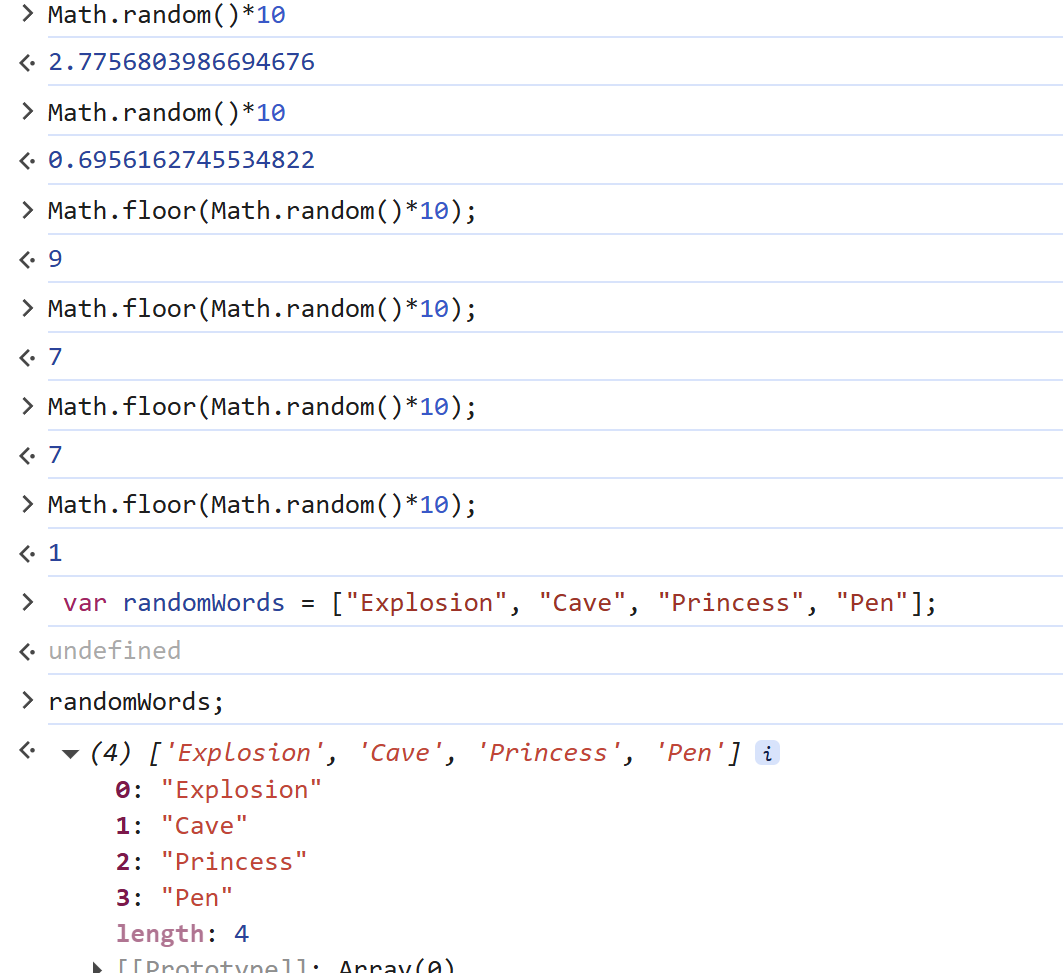 Math.random()*10
2.7756803986694676
Math.random()*10
0.6956162745534822
Math.floor(Math.random()*10);
9
Math.floor(Math.random()*10);
7
Math.floor(Math.random()*10);
7
Math.floor(Math.random()*10);
1
var randomWords = ["Explosion", "Cave", "Princess", "Pen"];
undefined
randomWords;
(4) ['Explosion', 'Cave', 'Princess', 'Pen'] i
0: "Explosion"
1: "Cave"
2: "Princess"
3: "Pen"
length: 4
[[Prototype]]: Array(0)